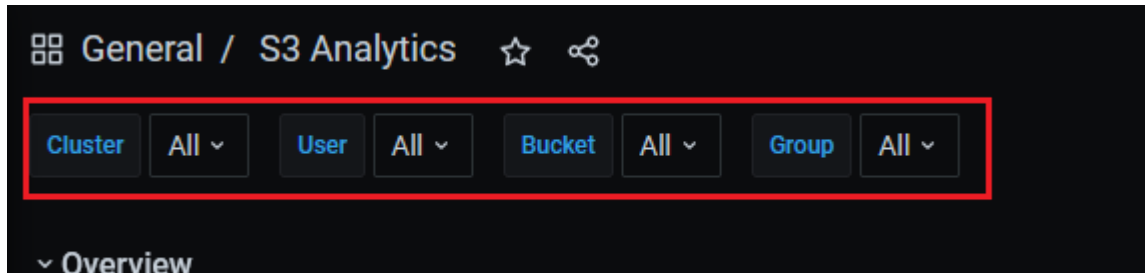 General / S3 Analytics
Cluster All User All Bucket All Group All
Overview